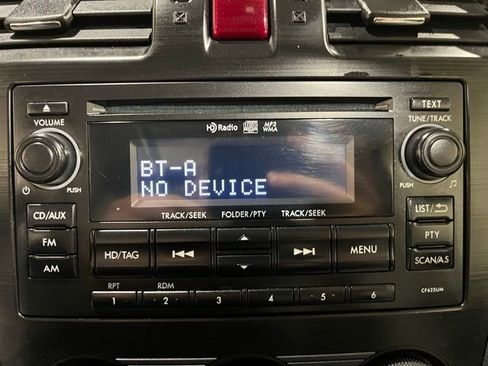 TEXT
VOLUME
HD Radio
MP3
WMA
TUNE/TRACK
BT-A
NO DEVICE
PUSH
PUSH
TRACK/SEEK
FOLDER/PTY
TRACK/SEEK
CD/AUX
LIST/
FM
HD/TAG
MENU
PTY
AM
SCAN/A.S
RPT
RDM
1
2
3
4
5
6
CF625UM